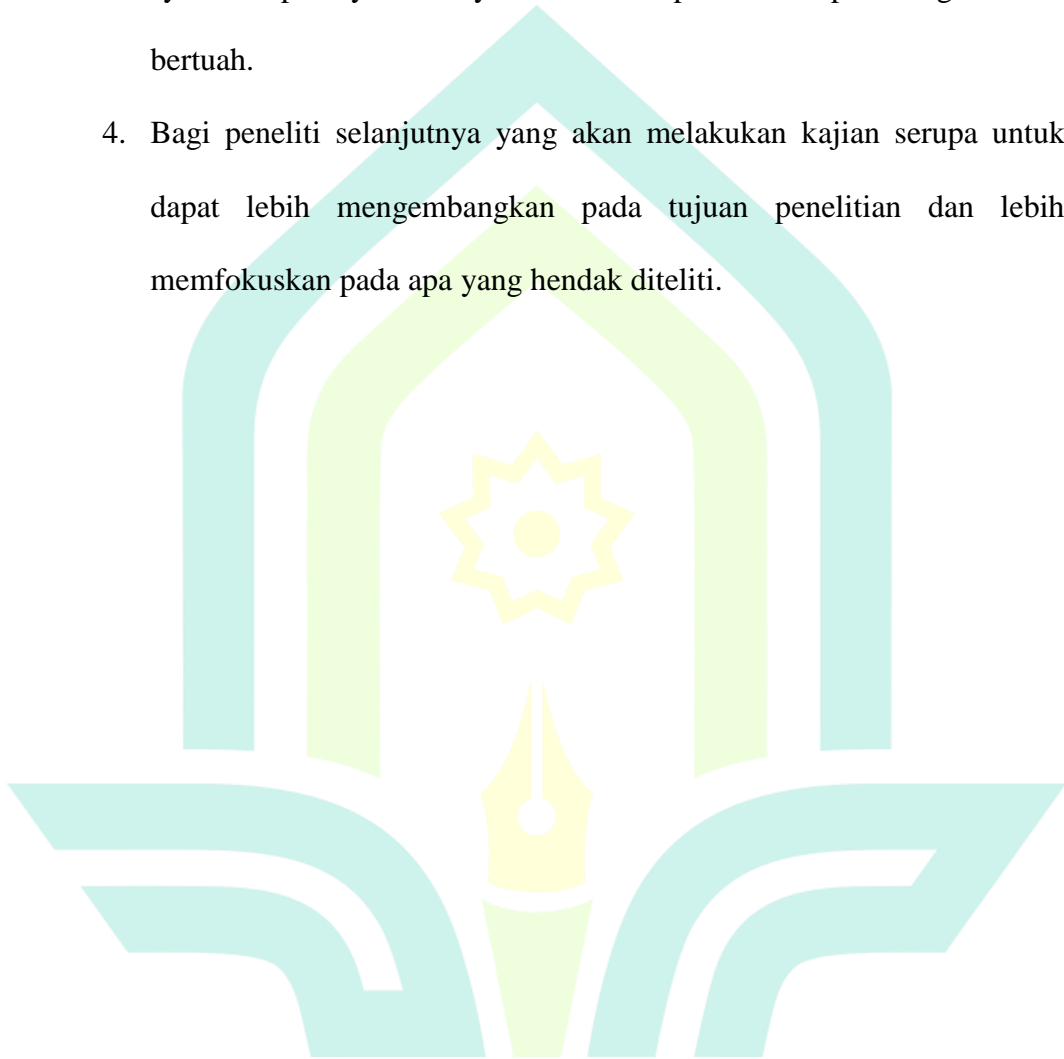 bertuah.
4. Bagi peneliti selanjutnya yang akan melakukan kajian serupa untuk
dapat lebih mengembangkan pada tujuan penelitian dan lebih
memfokuskan pada apa yang hendak diteliti.